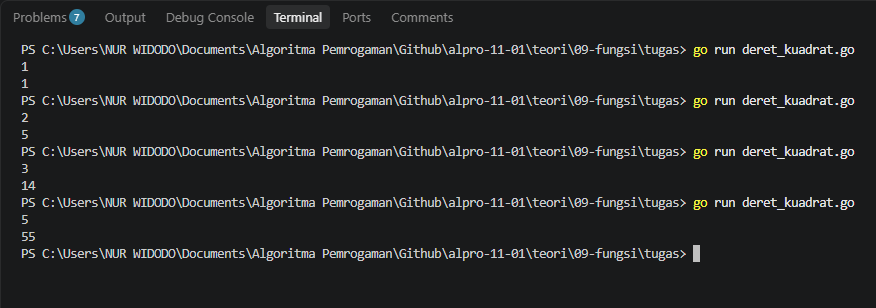 Problems 7 Output Debug Console Terminal Ports Comments
PS C:\Users\NUR WIDODO\Documents\Algoritma Pemrogaman\Github\alpro-11-01\teori\09-fungsi\tugas> go run deret_kuadrat.go
1
1
PS C:\Users\NUR WIDODO\Documents\Algoritma Pemrogaman\Github\alpro-11-01\teori\09-fungsi\tugas> go run deret_kuadrat.go
2
5
PS C:\Users\NUR WIDODO\Documents\Algoritma Pemrogaman\Github\alpro-11-01\teori\09-fungsi\tugas> go run deret_kuadrat.go
3
14
PS C:\Users\NUR WIDODO\Documents\Algoritma Pemrogaman\Github\alpro-11-01\teori\09-fungsi\tugas> go run deret_kuadrat.go
5
55
PS C:\Users\NUR WIDODO\Documents\Algoritma Pemrogaman\Github\alpro-11-01\teori\09-fungsi\tugas>